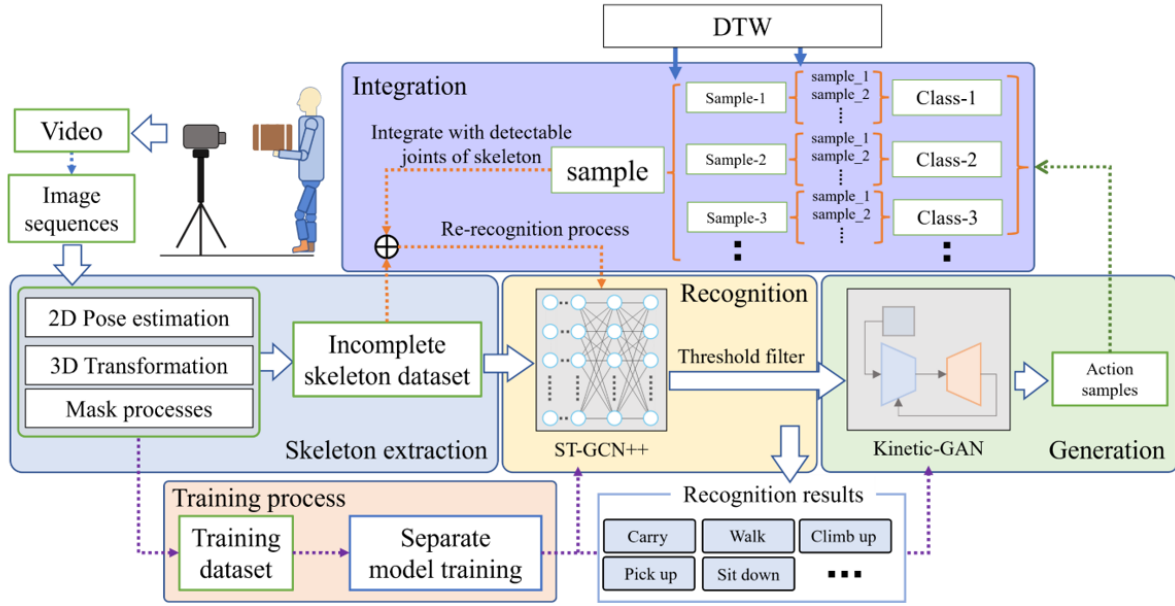 DTW
Integration
Sample-1
sample_1
sample_2
Class-1
Video
Integrate with detectable
joints of skeleton
sample
Sample-2
sample_1
sample_2
Class-2
Image
sequences
Sample-3
sample_1
sample_2
Class-3
Re-recognition process
2D Pose estimation
3D Transformation
Mask processes
Incomplete
skeleton dataset
Skeleton extraction
Recognition
ST-GCN++
Threshold filter
Kinetic-GAN
Action
samples
Generation
Training process
Training
dataset
Separate
model training
Recognition results
Carry
Walk
Climb up
Pick up
Sit down